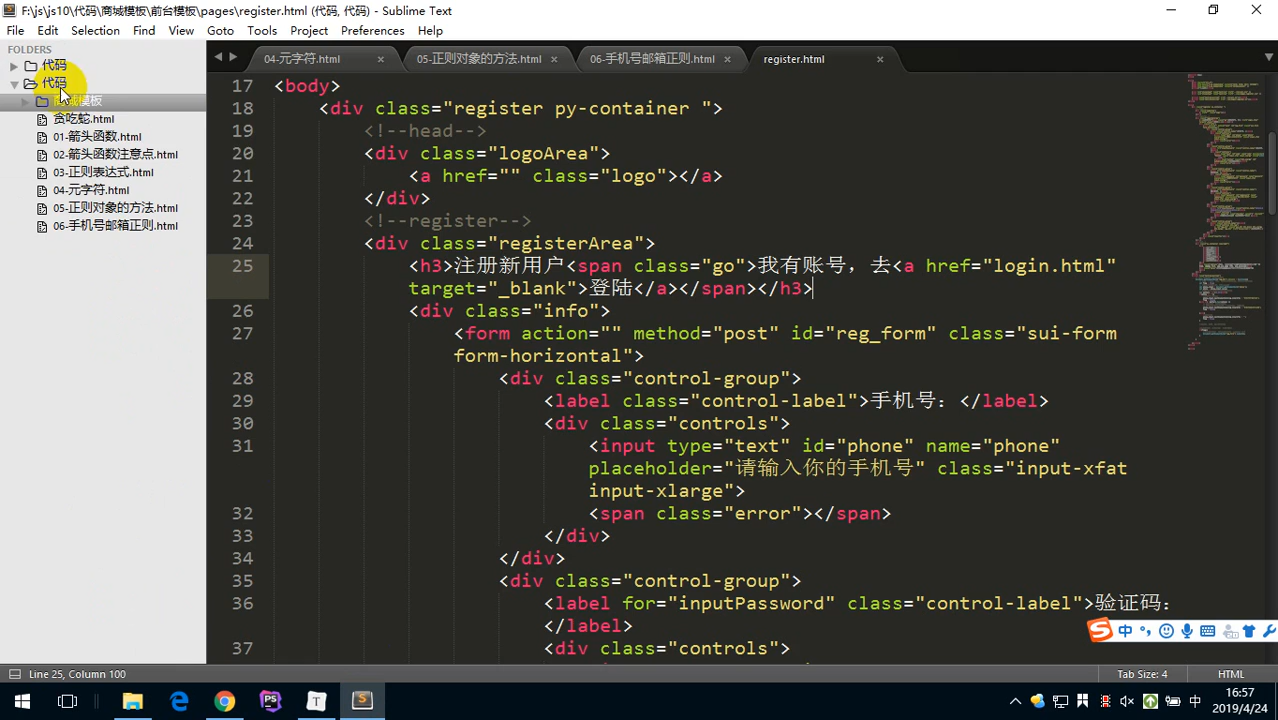 F:\js\js10\代码\商城模板\前台模板\pages\register.html (代码, 代码) - Sublime Text
File Edit Selection Find View Goto Tools Project Preferences Help
FOLDERS
代码
代码
模板
贪吃蛇.html
01-箭头函数.html
02-箭头函数注意点.html
03-正则表达式.html
04-元字符.html
05-正则对象的方法.html
06-手机号邮箱正则.html
04-元字符.html
05-正则对象的方法.html
06-手机号邮箱正则.html
register.html
17 <body>
18 <div class="register py-container ">
19 <!--head-->
20 <div class="logoArea">
21 <a href="" class="logo"></a>
22 </div>
23 <!--register-->
24 <div class="registerArea">
25 <h3>注册新用户<span class="go">我有账号，去<a href="login.html"
target="_blank">登陆</a></span></h3>
26 <div class="info">
27 <form action="" method="post" id="reg_form" class="sui-form
form-horizontal">
28 <div class="control-group">
29 <label class="control-label">手机号：</label>
30 <div class="controls">
31 <input type="text" id="phone" name="phone"
placeholder="请输入你的手机号" class="input-xfat
input-xlarge">
32 <span class="error"></span>
33 </div>
34 </div>
35 <div class="control-group">
36 <label for="inputPassword" class="control-label">验证码：
</label>
37 <div class="controls">
中
Line 25, Column 100
Tab Size: 4
HTML
中
16:57
2019/4/24